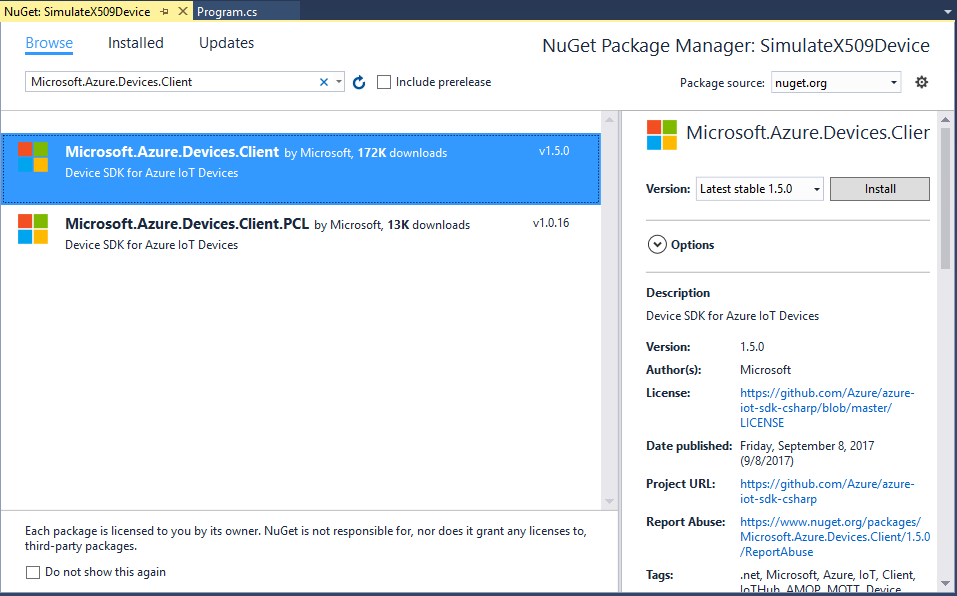 NuGet: SimulateX509Device
Program.cs
Browse
Installed
Updates
NuGet Package Manager: SimulateX509Device
Microsoft.Azure.Devices.Client
Include prerelease
Package source:
nuget.org
Microsoft.Azure.Devices.Client by Microsoft, 172K downloads
v1.5.0
Device SDK for Azure IoT Devices
Microsoft.Azure.Devices.Client.PCL by Microsoft, 13K downloads
v1.0.16
Device SDK for Azure IoT Devices
Each package is licensed to you by its owner. NuGet is not responsible for, nor does it grant any licenses to,
third-party packages.
Do not show this again
Microsoft.Azure.Devices.Clier
Version:
Latest stable 1.5.0
Install
Options
Description
Device SDK for Azure IoT Devices
Version: 1.5.0
Author(s): Microsoft
License: https://github.com/Azure/azure-
iot-sdk-csharp/blob/master/
LICENSE
Date published: Friday, September 8, 2017
(9/8/2017)
Project URL: https://github.com/Azure/azure-
iot-sdk-csharp
Report Abuse: https://www.nuget.org/packages/
Microsoft.Azure.Devices.Client/1.5.0
/ReportAbuse
Tags: .net, Microsoft, Azure, IoT, Client,
IoTHub, AMQP, MQTT, Device